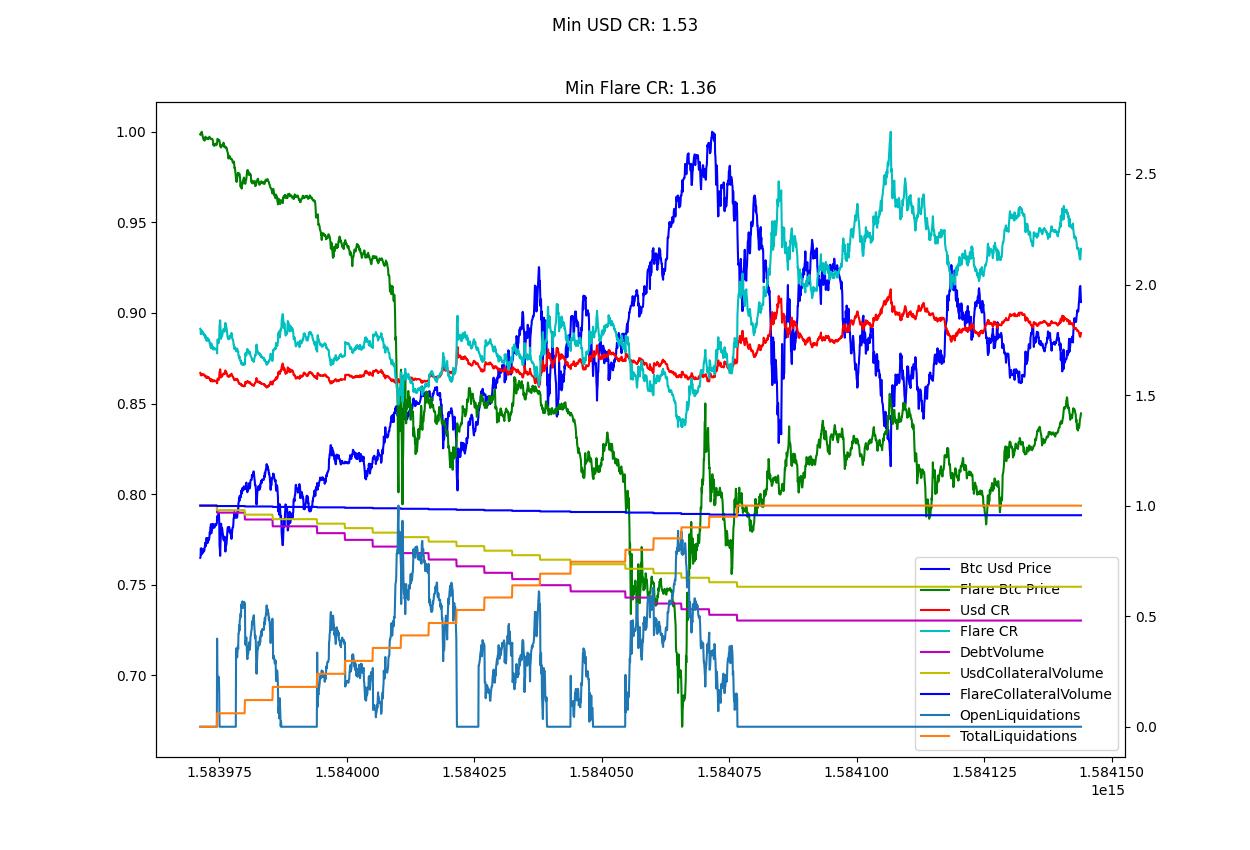 Min USD CR: 1.53
Min Flare CR: 1.36
1.00
0.95
0.90
0.85
0.80
0.75
0.70
2.5
2.0
1.5
1.0
0.5
0.0
Btc Usd Price
Flare Btc Price
Usd CR
Flare CR
DebtVolume
UsdCollateralVolume
FlareCollateralVolume
OpenLiquidations
TotalLiquidations
1.583975 1.584000 1.584025 1.584050 1.584075 1.584100 1.584125 1.584150
1e15